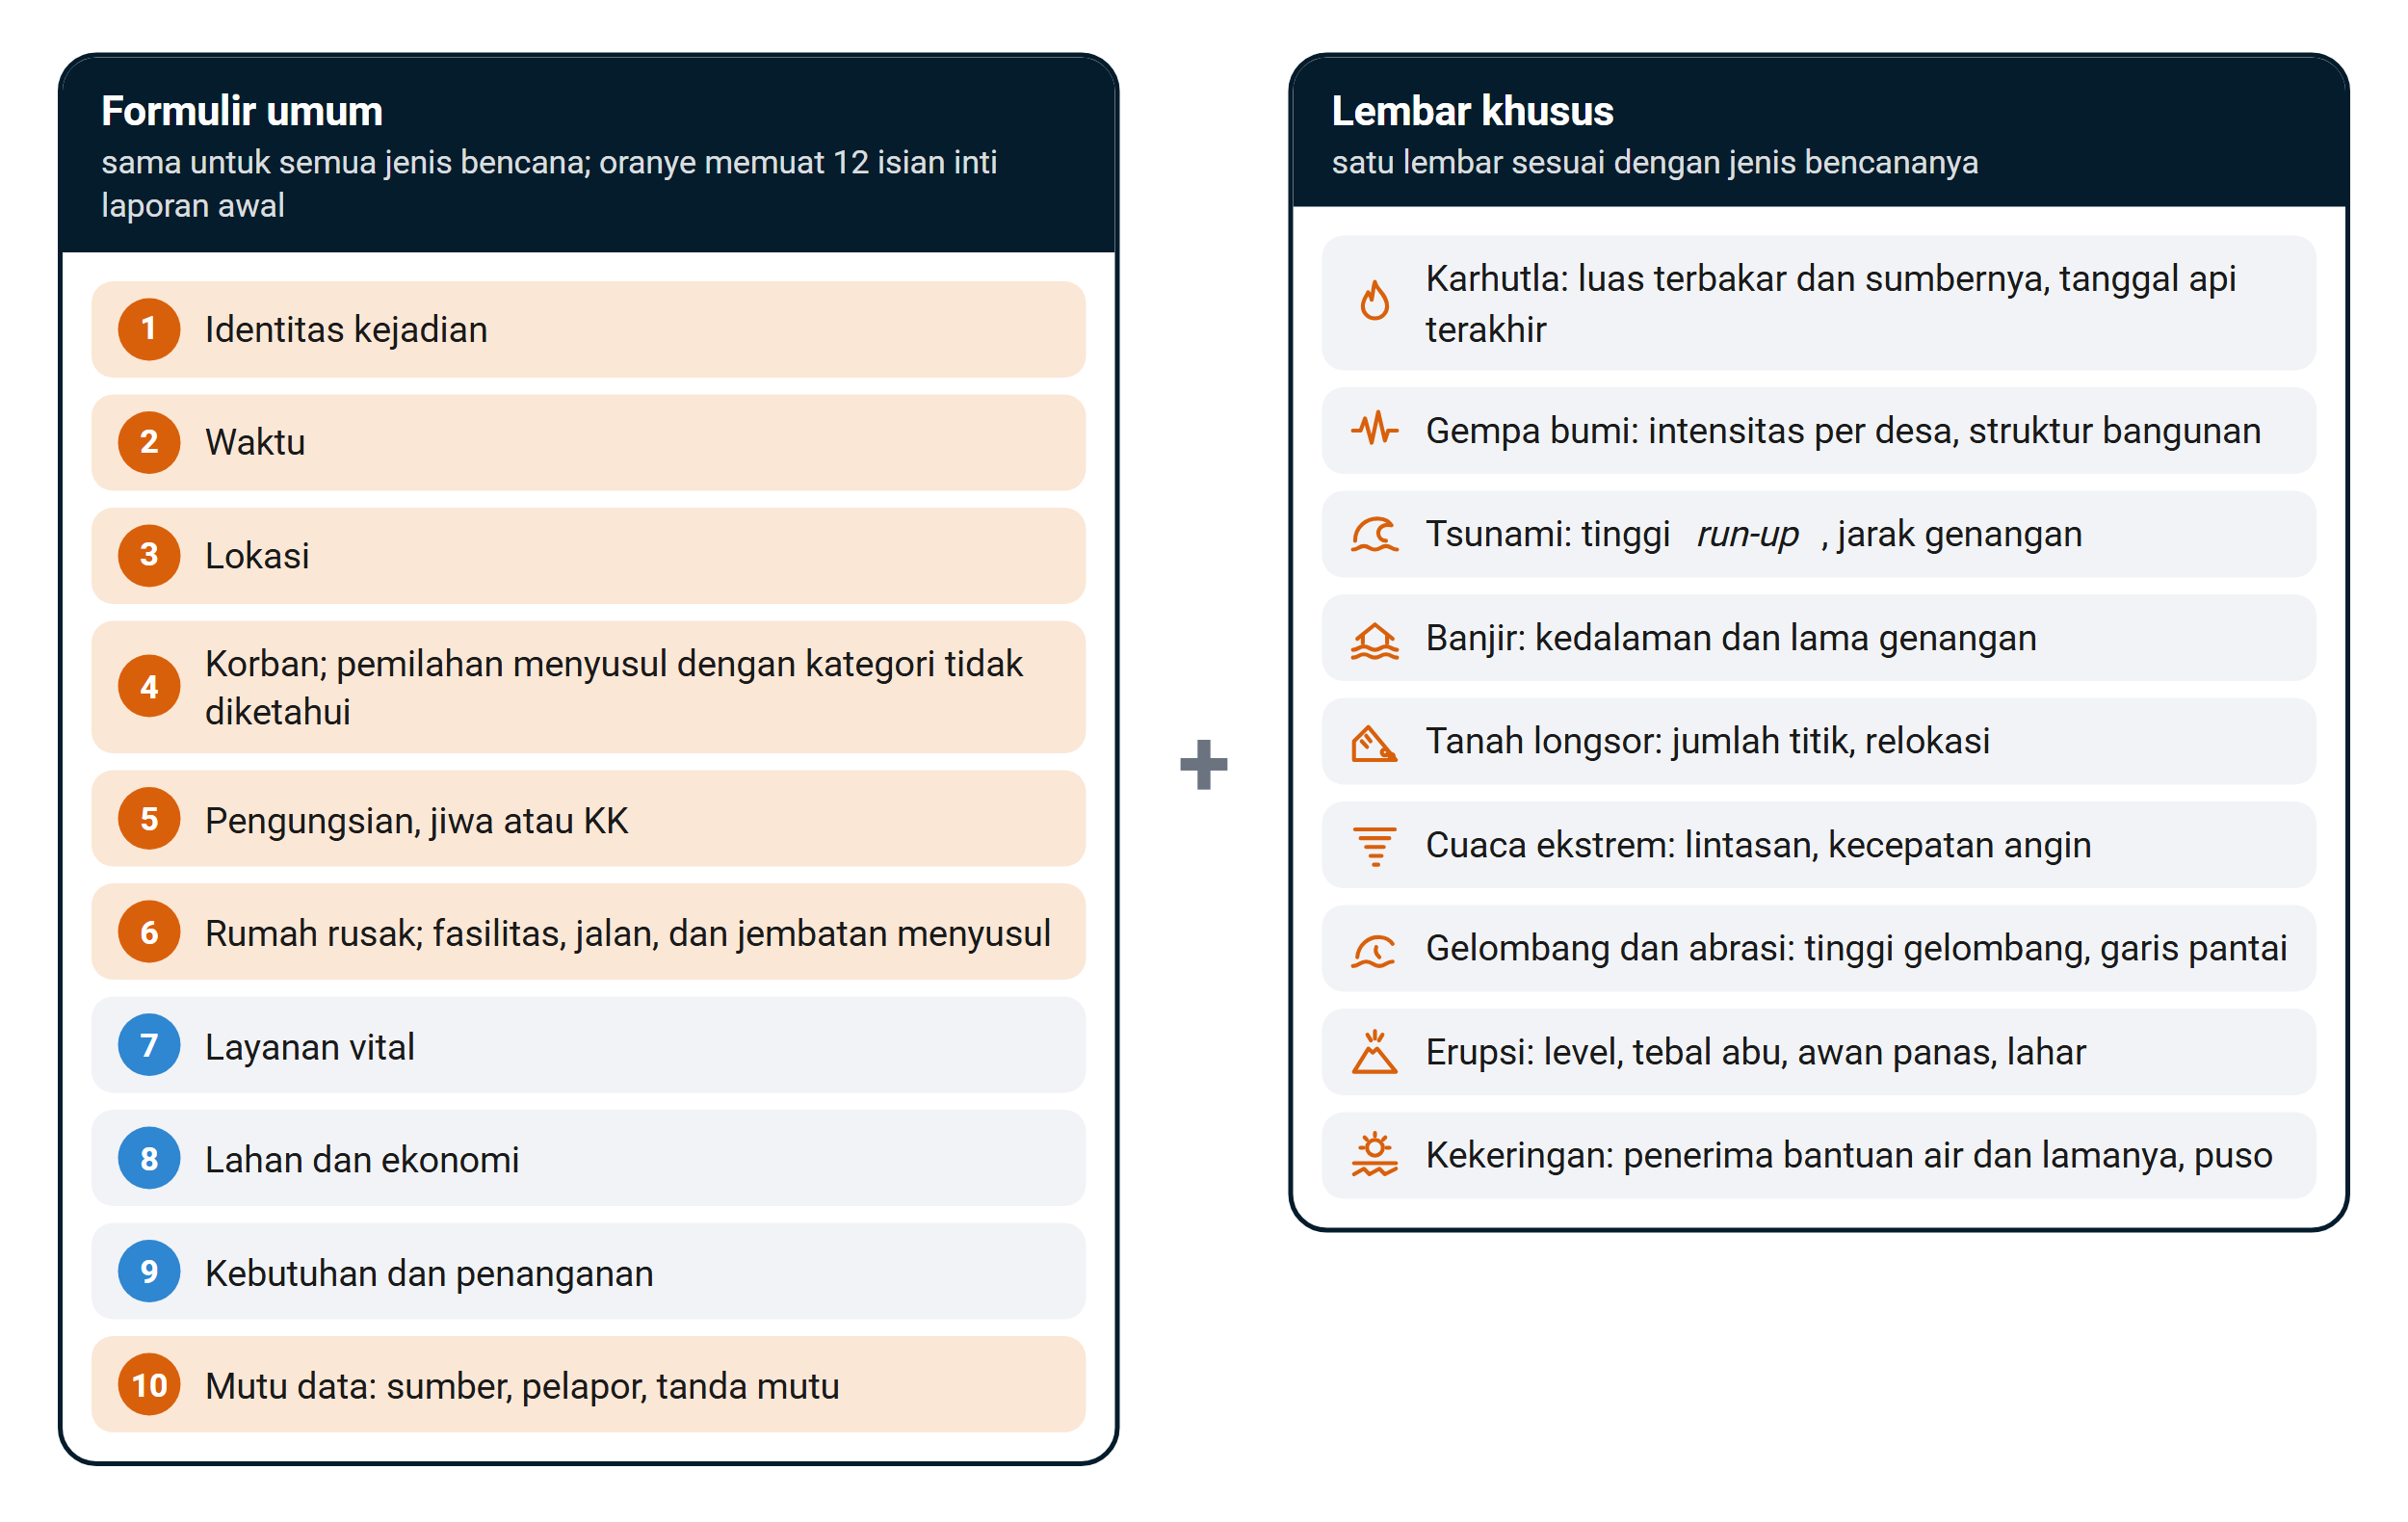 Formulir umum
sama untuk semua jenis bencana; oranye memuat 12 isian inti
laporan awal
1 Identitas kejadian
2 Waktu
3 Lokasi
4 Korban; pemilahan menyusul dengan kategori tidak
diketahui
5 Pengungsian, jiwa atau KK
6 Rumah rusak; fasilitas, jalan, dan jembatan menyusul
7 Layanan vital
8 Lahan dan ekonomi
9 Kebutuhan dan penanganan
10 Mutu data: sumber, pelapor, tanda mutu
+
Lembar khusus
satu lembar sesuai dengan jenis bencananya
Karhutla: luas terbakar dan sumbernya, tanggal api
terakhir
Gempa bumi: intensitas per desa, struktur bangunan
Tsunami: tinggi run-up , jarak genangan
Banjir: kedalaman dan lama genangan
Tanah longsor: jumlah titik, relokasi
Cuaca ekstrem: lintasan, kecepatan angin
Gelombang dan abrasi: tinggi gelombang, garis pantai
Erupsi: level, tebal abu, awan panas, lahar
Kekeringan: penerima bantuan air dan lamanya, puso